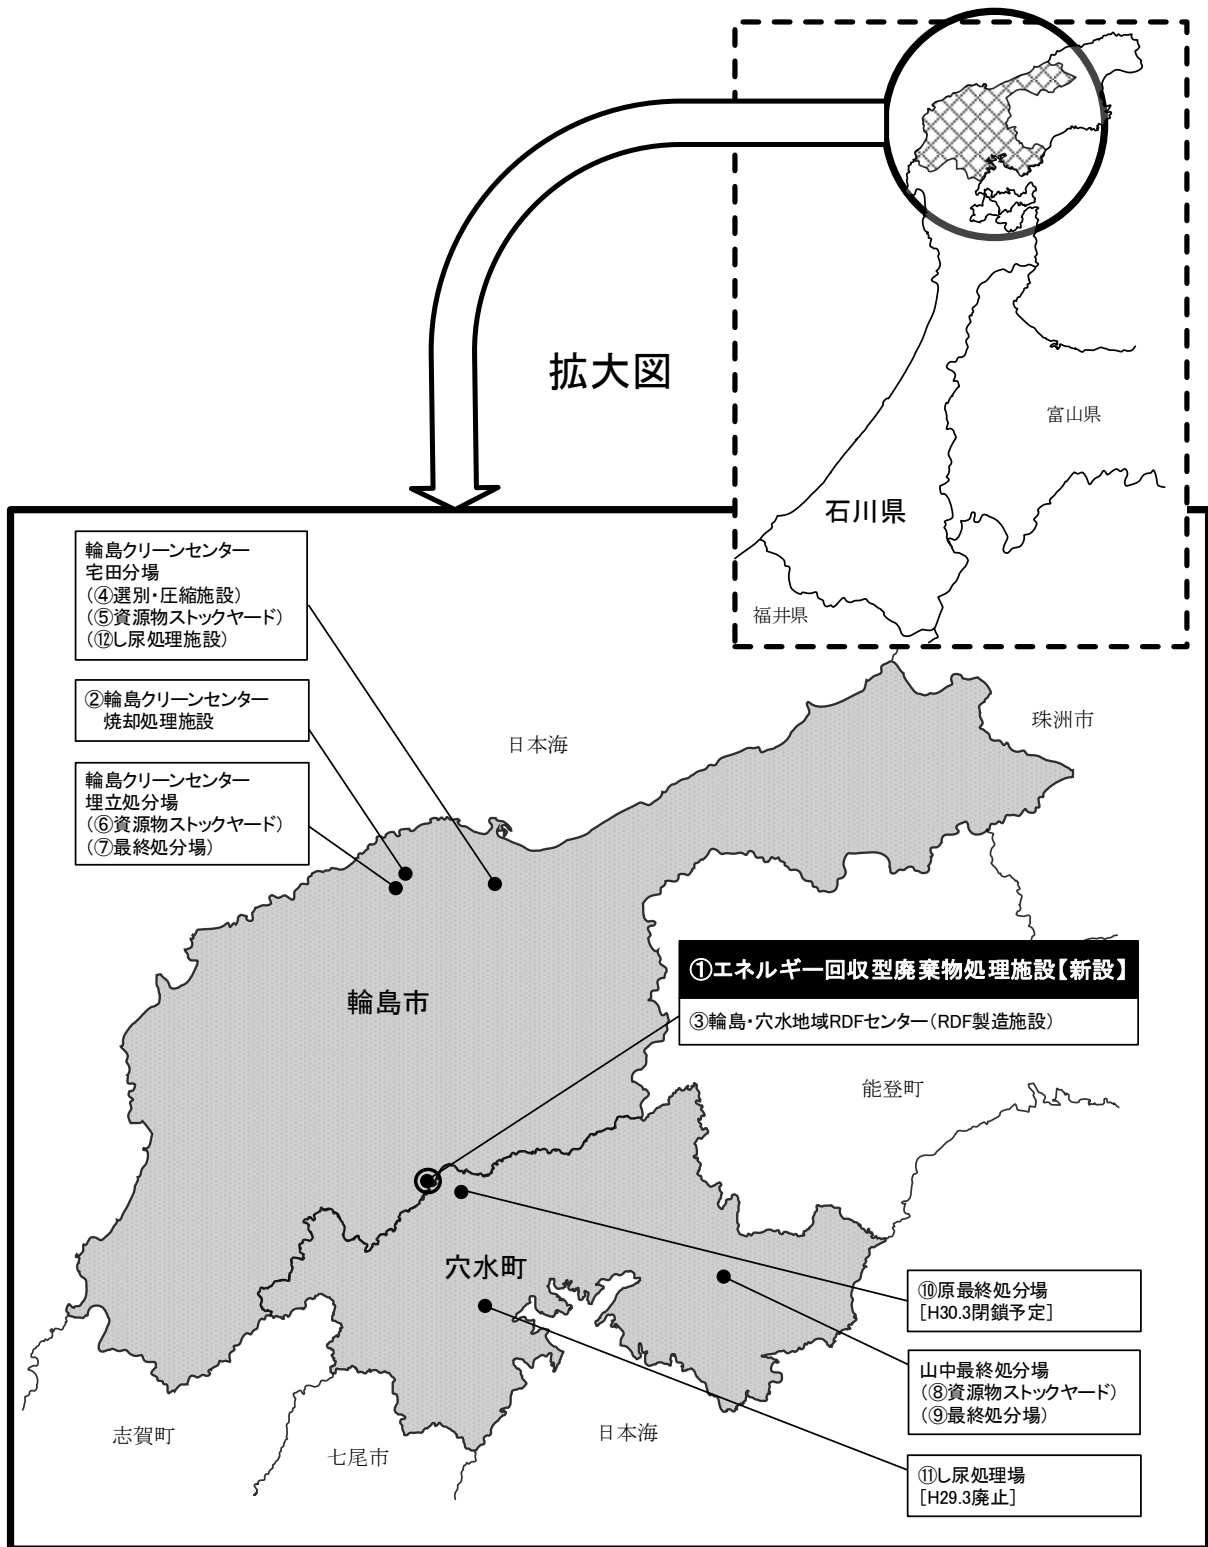 拡大図
富山県
石川県
福井県
輪島クリーンセンター
宅田分場
(④選別・圧縮施設)
(⑤資源物ストックヤード)
(⑫し尿処理施設)
②輪島クリーンセンター
焼却処理施設
輪島クリーンセンター
埋立処分場
(⑥資源物ストックヤード)
(⑦最終処分場)
日本海
珠洲市
①エネルギー回収型廃棄物処理施設【新設】
③輪島・穴水地域RDFセンター(RDF製造施設)
輪島市
能登町
穴水町
⑩原最終処分場
[H30.3閉鎖予定]
山中最終処分場
(⑧資源物ストックヤード)
(⑨最終処分場)
⑪し尿処理場
[H29.3廃止]
志賀町
七尾市
日本海